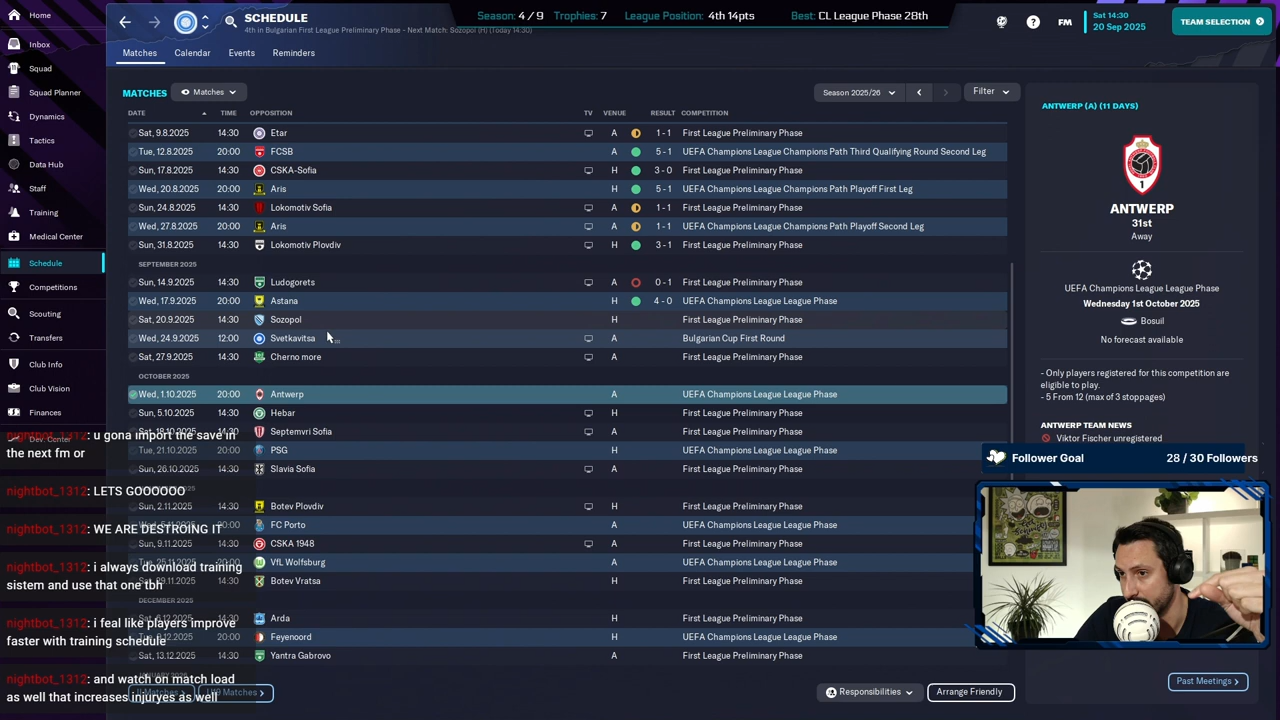 Home
Inbox
Squad
Squad Planner
Dynamics
Tactics
Data Hub
Staff
Training
Medical Center
Schedule
Competitions
Scouting
Transfers
Club Info
Club Vision
Finances
Dev. Center
SCHEDULE
4th in Bulgarian First League Preliminary Phase - Next Match: Sozopol (H) (Today 14:30)
Season: 4 / 9 Trophies: 7 League Position: 4th 14pts Best: CL League Phase 28th
FM
Sat 14:30
20 Sep 2025
TEAM SELECTION
Matches Calendar Events Reminders
MATCHES Matches Season 2025/26 Filter
DATE TIME OPPOSITION TV VENUE RESULT COMPETITION
Sat, 9.8.2025 14:30 Etar A 1 - 1 First League Preliminary Phase
Tue, 12.8.2025 20:00 FCSB A 5 - 1 UEFA Champions League Champions Path Third Qualifying Round Second Leg
Sun, 17.8.2025 14:30 CSKA-Sofia H 3 - 0 First League Preliminary Phase
Wed, 20.8.2025 20:00 Aris H 5 - 1 UEFA Champions League Champions Path Playoff First Leg
Sun, 24.8.2025 14:30 Lokomotiv Sofia A 1 - 1 First League Preliminary Phase
Wed, 27.8.2025 20:00 Aris A 1 - 1 UEFA Champions League Champions Path Playoff Second Leg
Sun, 31.8.2025 14:30 Lokomotiv Plovdiv H 3 - 1 First League Preliminary Phase
SEPTEMBER 2025
Sun, 14.9.2025 14:30 Ludogorets A 0 - 1 First League Preliminary Phase
Wed, 17.9.2025 20:00 Astana H 4 - 0 UEFA Champions League League Phase
Sat, 20.9.2025 14:30 Sozopol H First League Preliminary Phase
Wed, 24.9.2025 12:00 Svetkavitsa A Bulgarian Cup First Round
Sat, 27.9.2025 14:30 Cherno more A First League Preliminary Phase
OCTOBER 2025
Wed, 1.10.2025 20:00 Antwerp A UEFA Champions League League Phase
Sun, 5.10.2025 14:30 Hebar H First League Preliminary Phase
Sat, 18.10.2025 14:30 Septemvri Sofia A First League Preliminary Phase
Tue, 21.10.2025 20:00 PSG H UEFA Champions League League Phase
Sun, 26.10.2025 14:30 Slavia Sofia A First League Preliminary Phase
Sun, 2.11.2025 14:30 Botev Plovdiv H First League Preliminary Phase
20:00 FC Porto A UEFA Champions League League Phase
Sun, 9.11.2025 14:30 CSKA 1948 A First League Preliminary Phase
VfL Wolfsburg A UEFA Champions League League Phase
14:30 Botev Vratsa H First League Preliminary Phase
DECEMBER 2025
14:30 Arda H First League Preliminary Phase
20:00 Feyenoord H UEFA Champions League League Phase
Sat, 13.12.2025 14:30 Yantra Gabrovo A First League Preliminary Phase
Responsibilities Arrange Friendly
ANTWERP (A) (11 DAYS)
1
ANTWERP
31st
Away
UEFA Champions League League Phase
Wednesday 1st October 2025
Bosuil
No forecast available
- Only players registered for this competition are
eligible to play.
- 5 From 12 (max of 3 stoppages)
ANTWERP TEAM NEWS
Viktor Fischer unregistered
Follower Goal 28 / 30 Followers
Past Meetings
nightbot_1312: u gona import the save in
the next fm or
nightbot_1312: LETS GOOOOOO
nightbot_1312: WE ARE DESTROING IT
nightbot_1312: i always download training
sistem and use that one tbh
nightbot_1312: i feal like players improve
faster with training schedule
nightbot_1312: and watch on match load
as well that increases injuryes as well